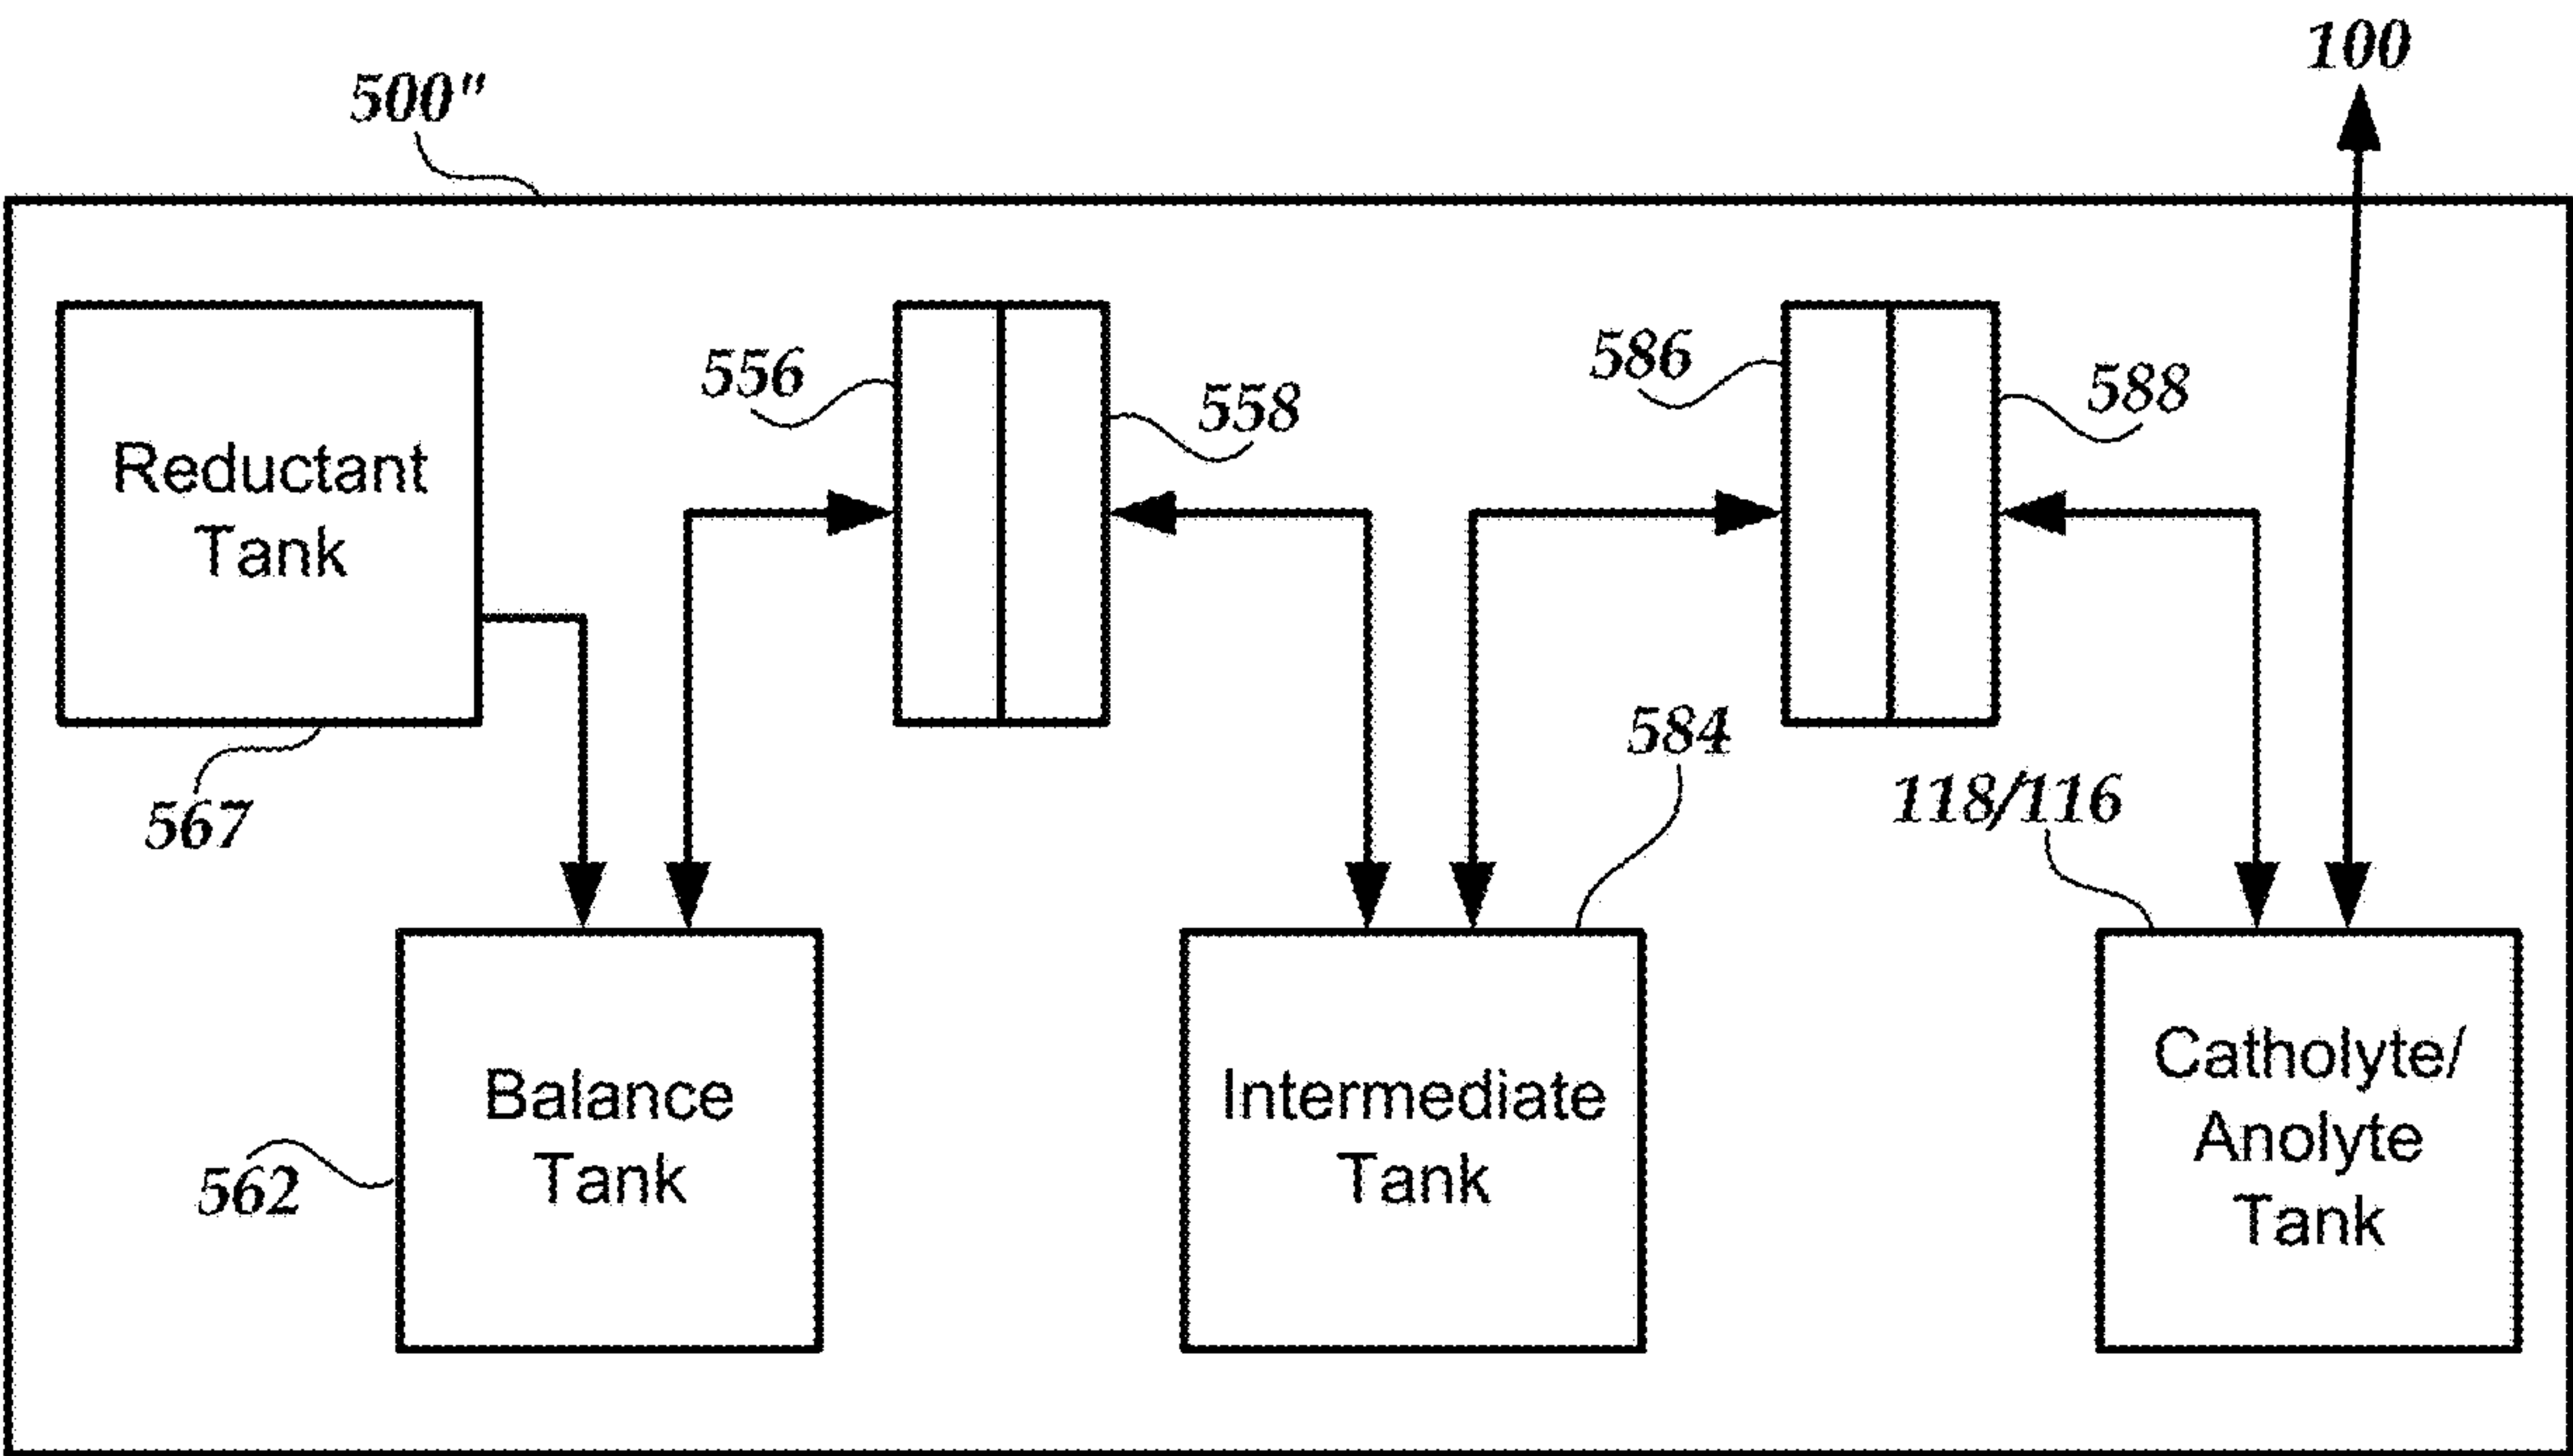 100
500"
556
558
586
588
Reductant
Tank
584
118/116
567
Balance
Tank
562
Intermediate
Tank
Catholyte/
Anolyte
Tank